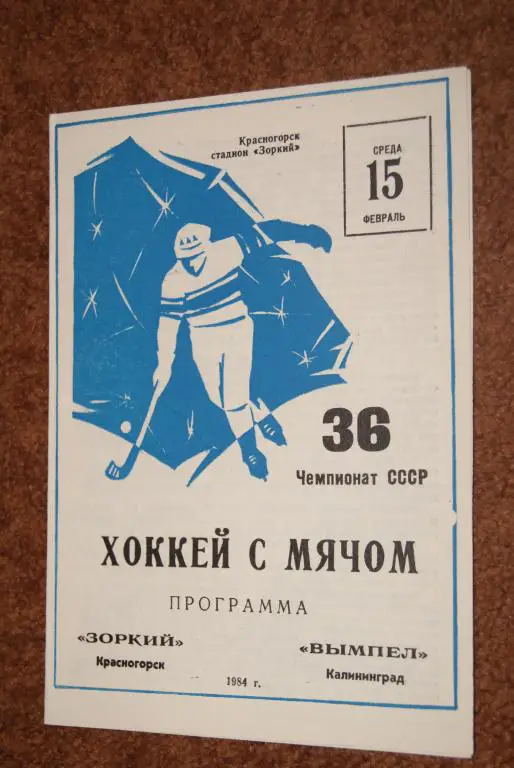 Красногорск
стадион «Зоркий»
СРЕДА
15
ФЕВРАЛЬ
36
Чемпионат СССР
ХОККЕЙ С МЯЧОМ
ПРОГРАММА
«ЗОРКИЙ»
Красногорск
«ВЫМПЕЛ»
Калининград
1984 г.